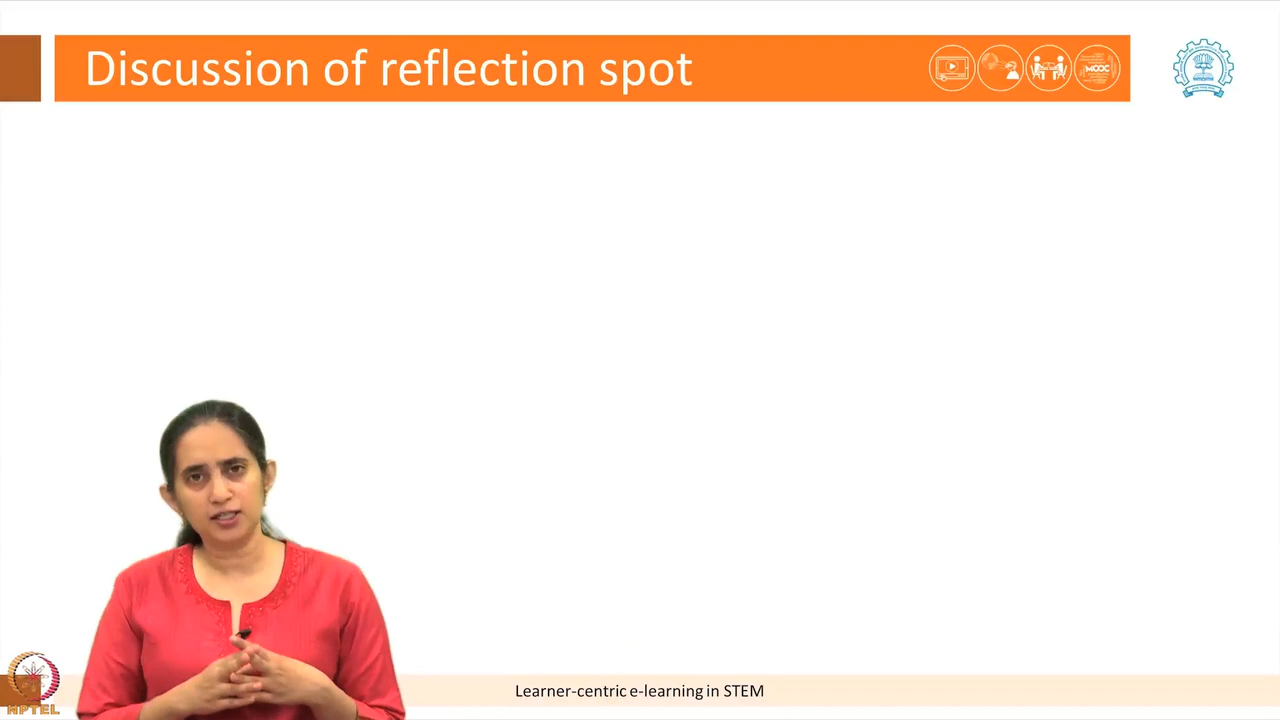 Discussion of reflection spot
MOOC
Learner-centric e-learning in STEM
NPTEL